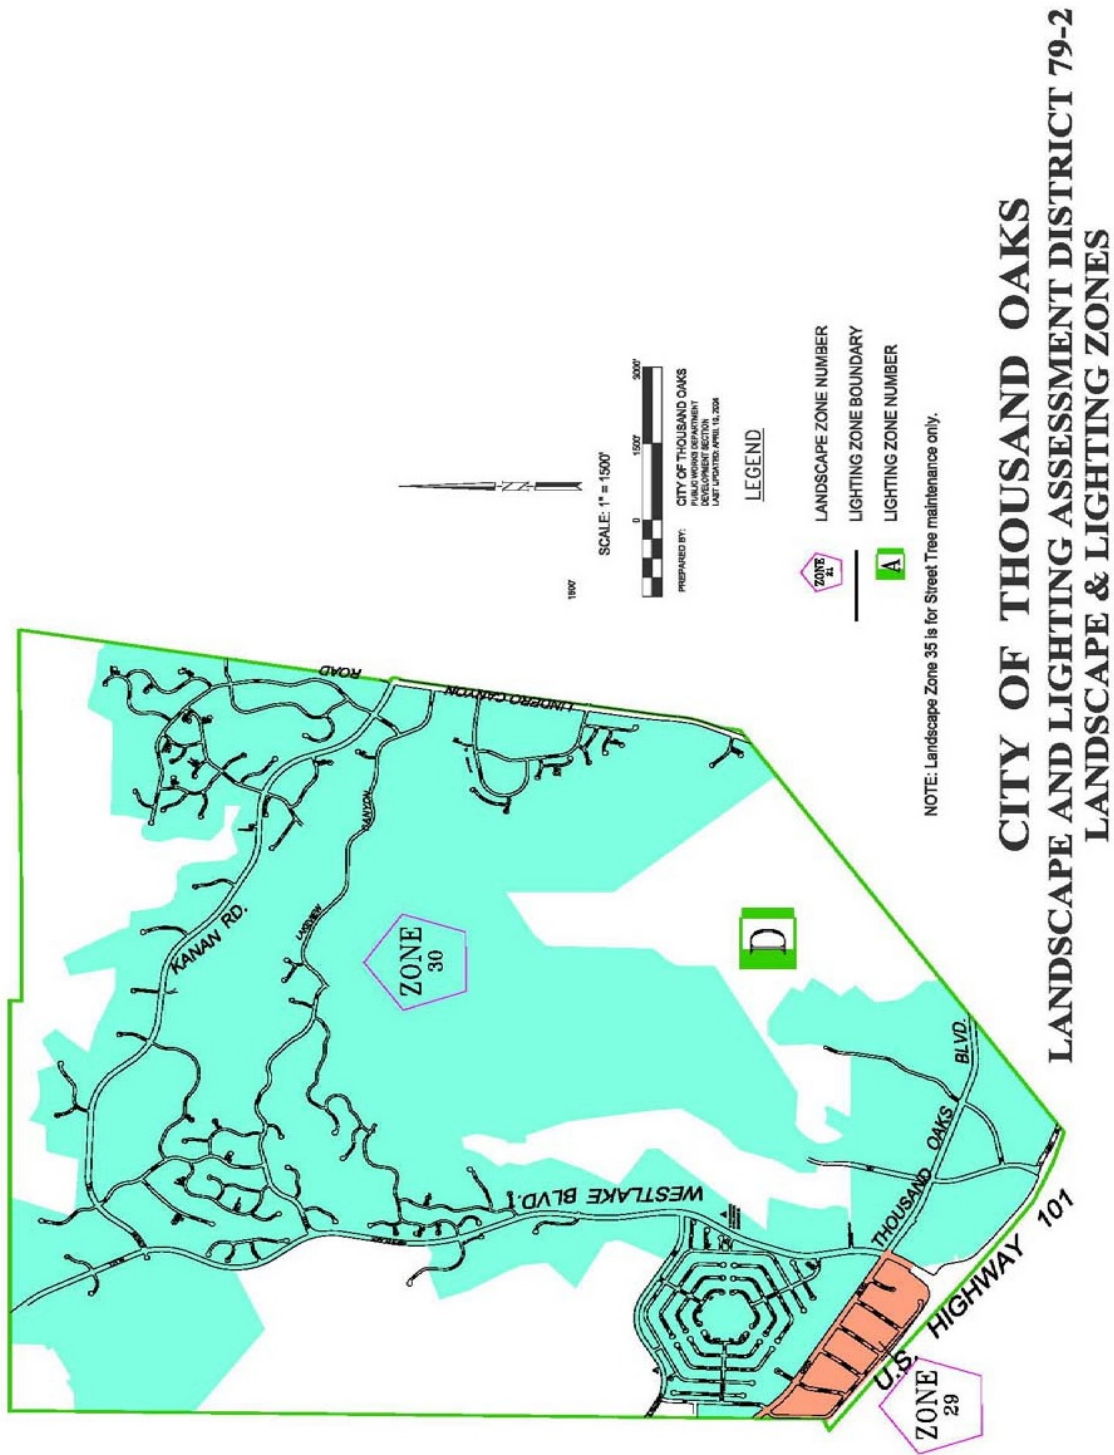 KANAN RD.
ROAD
LINDERO CANYON
LAKEVIEW
CANYON
ZONE
30
WESTLAKE BLVD.
D
THOUSAND OAKS BLVD.
U.S. HIGHWAY 101
ZONE
29
SCALE: 1" = 1500'
1500' 0 1500' 3000'
PREPARED BY: CITY OF THOUSAND OAKS
PUBLIC WORKS DEPARTMENT
DEVELOPMENT SECTION
LEGEND
ZONE
21
LANDSCAPE ZONE NUMBER
LIGHTING ZONE BOUNDARY
A
LIGHTING ZONE NUMBER
NOTE: Landscape Zone 35 is for Street Tree maintenance only.
CITY OF THOUSAND OAKS
LANDSCAPE AND LIGHTING ASSESSMENT DISTRICT 79-2
LANDSCAPE & LIGHTING ZONES